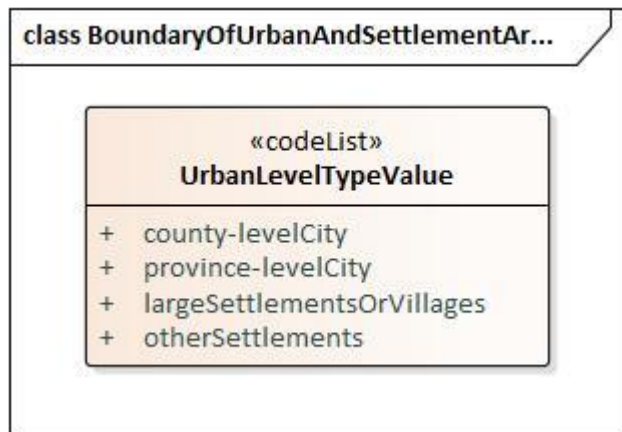 class BoundaryOfUrbanAndSettlementAr...
«codeList»
UrbanLevelTypeValue
+ county-levelCity
+ province-levelCity
+ largeSettlementsOrVillages
+ otherSettlements